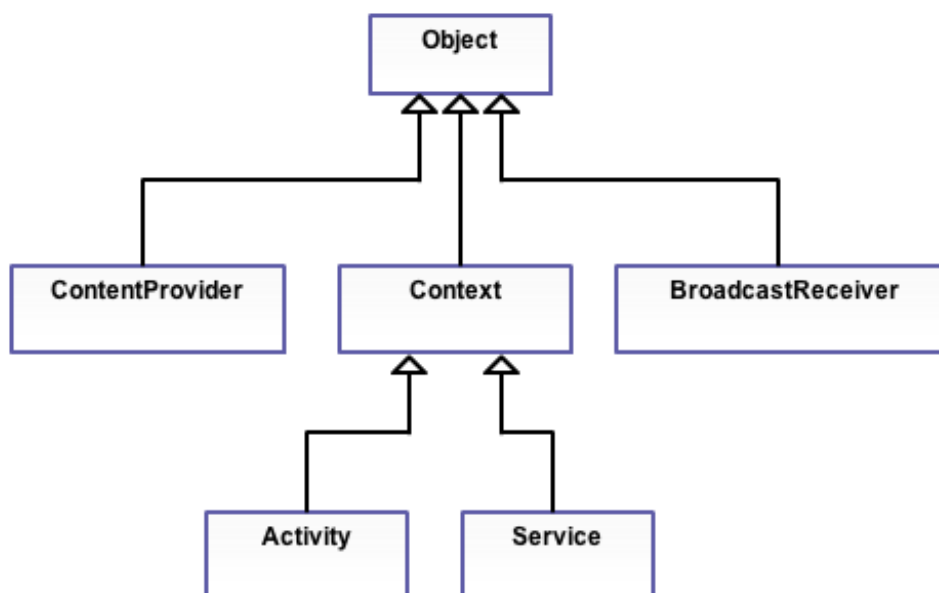 Object
ContentProvider
Context
BroadcastReceiver
Activity
Service